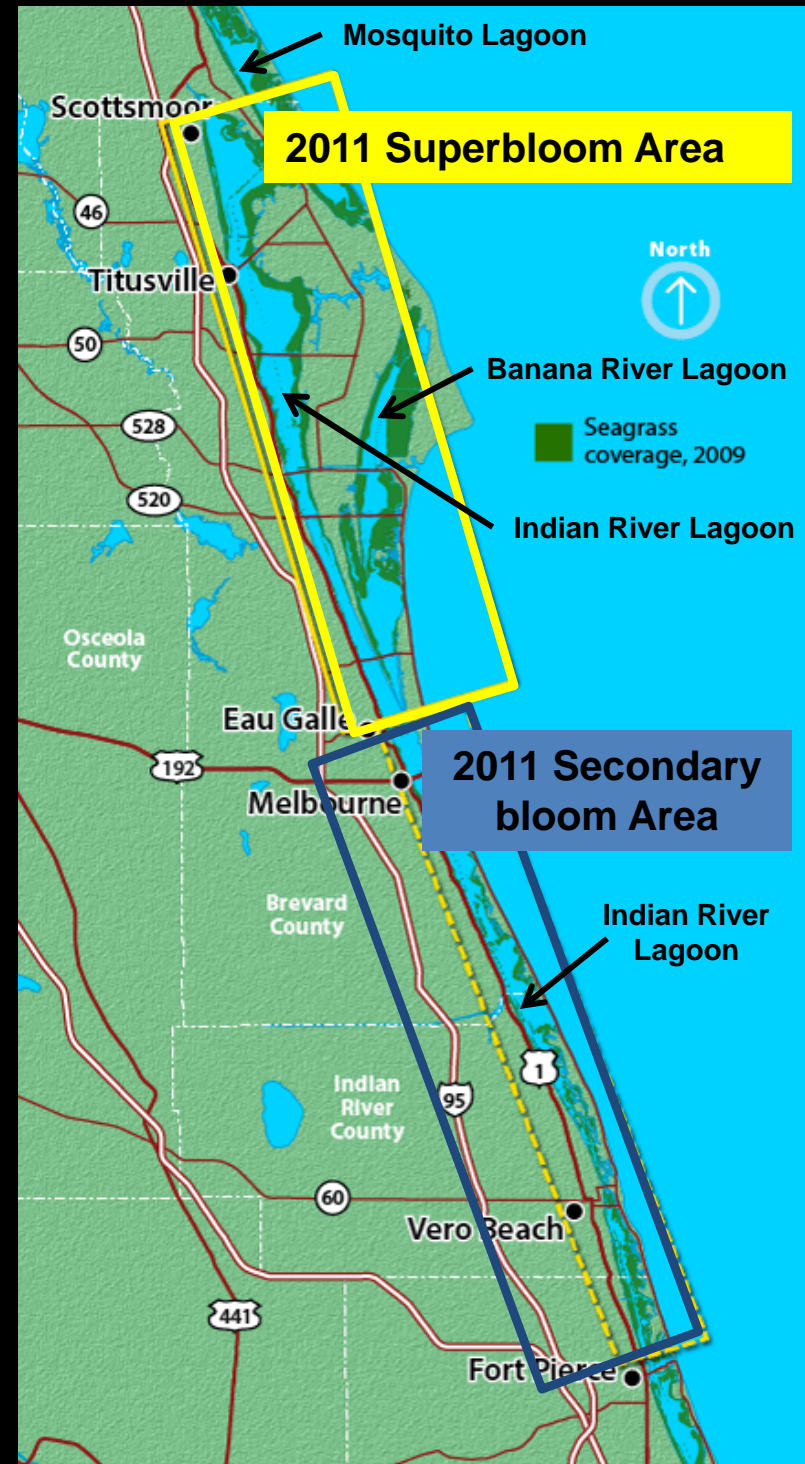 Mosquito Lagoon
Scottsmoor
2011 Superbloom Area
46
North
Titusville
50
Banana River Lagoon
528
Seagrass
coverage, 2009
520
Indian River Lagoon
Osceola
County
Eau Galle
192
2011 Secondary
bloom Area
Melbourne
Brevard
County
Indian River
Lagoon
1
Indian
River
County
95
60
Vero Beach
441
Fort Pierce